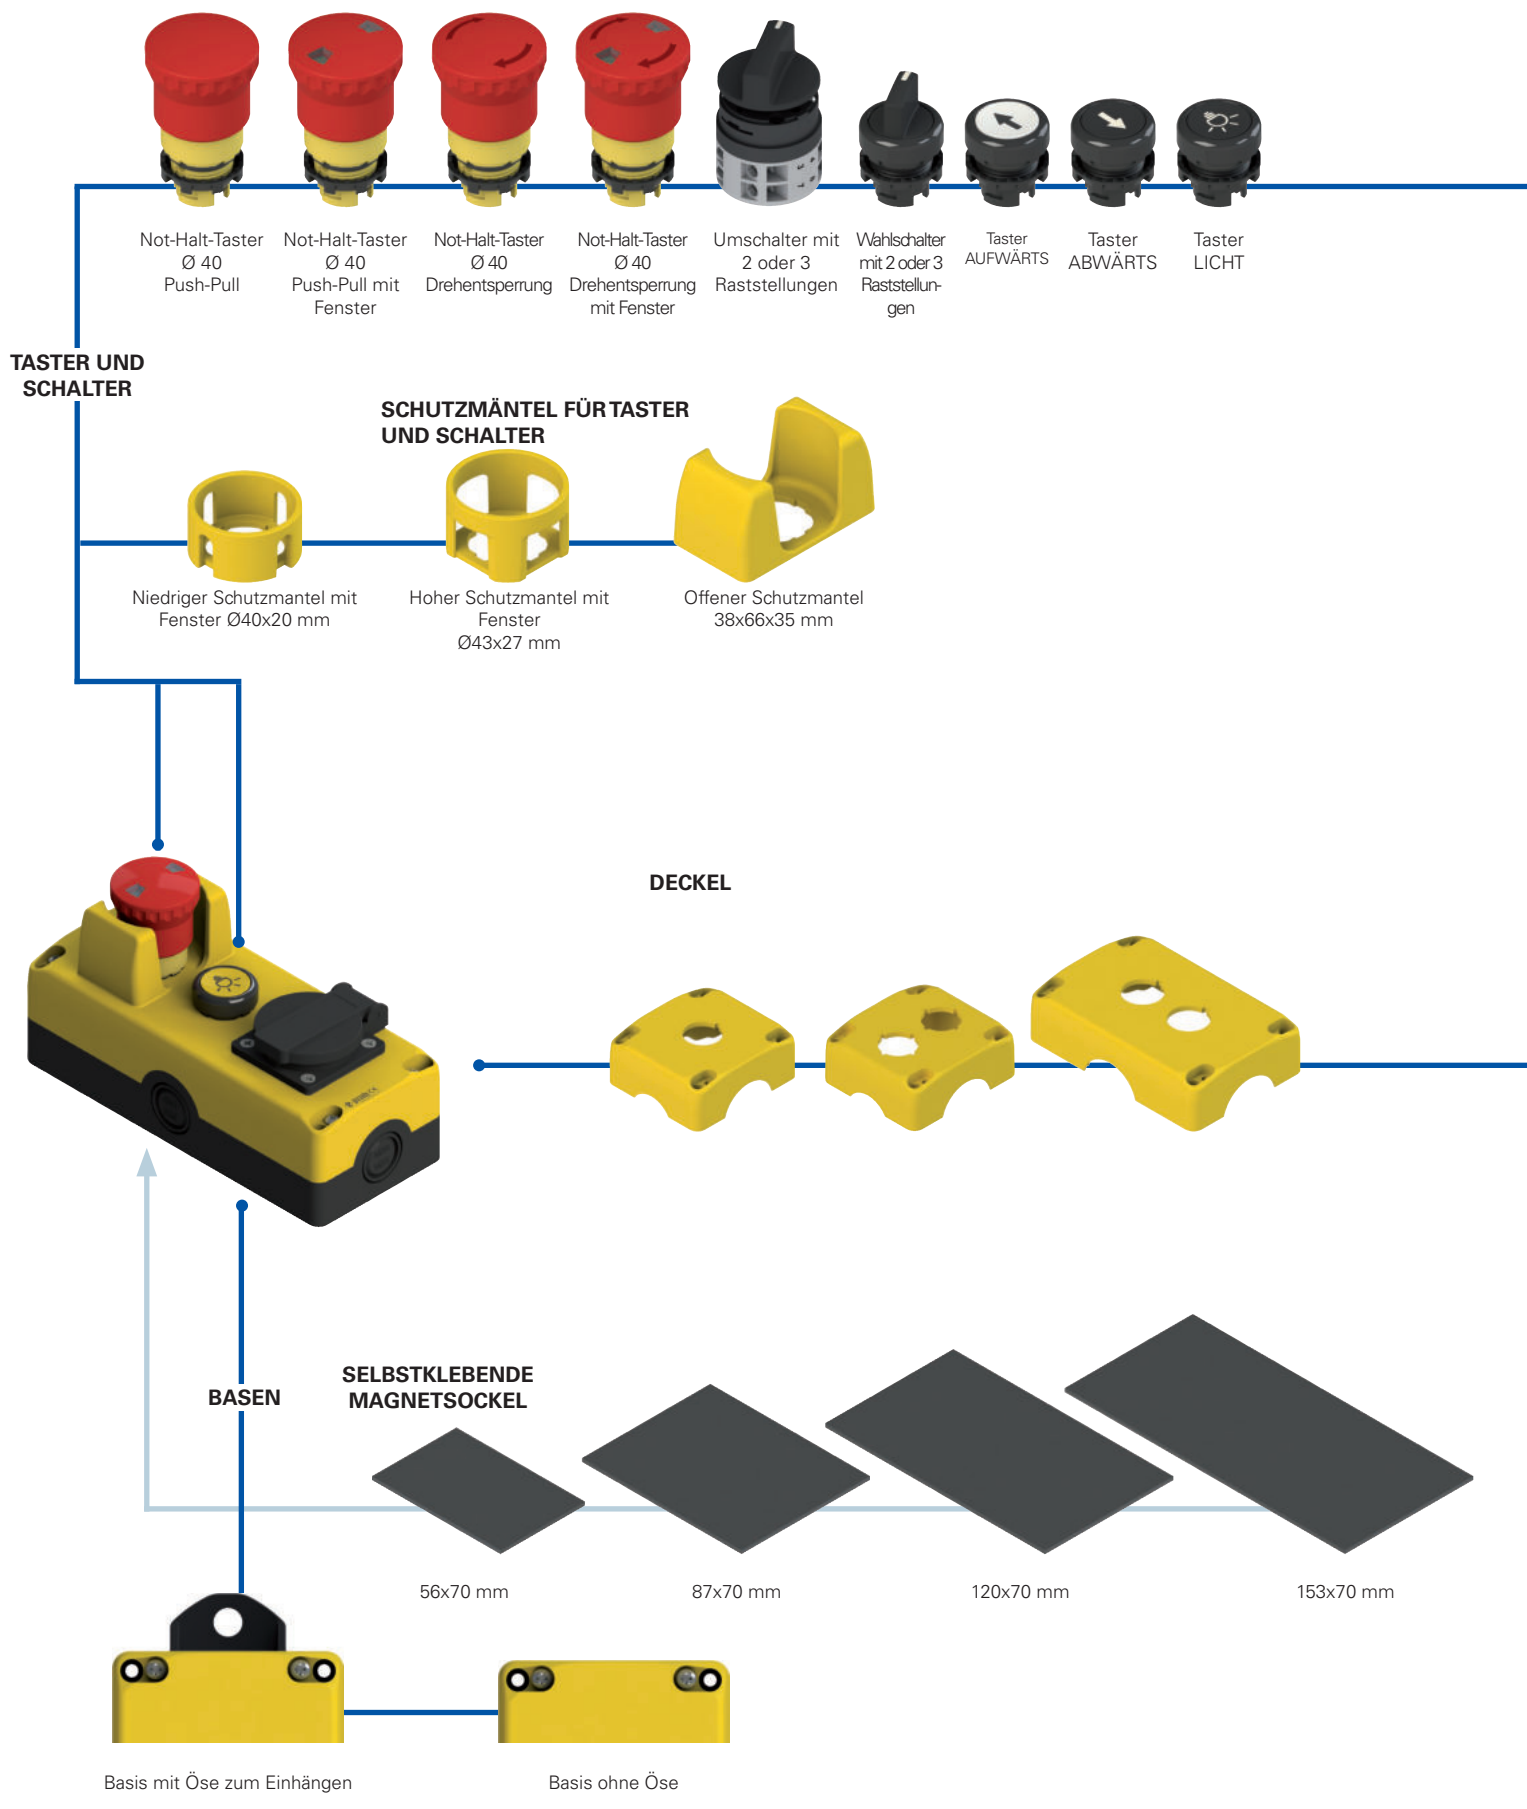 Not-Halt-Taster
Ø 40
Push-Pull
Not-Halt-Taster
Ø 40
Push-Pull mit
Fenster
Not-Halt-Taster
Ø 40
Drehentsperrung
Not-Halt-Taster
Ø 40
Drehentsperrung
mit Fenster
Umschalter mit
2 oder 3
Raststellungen
Wahlschalter
mit 2 oder 3
Raststellun-
gen
Taster
AUFWÄRTS
Taster
ABWÄRTS
Taster
LICHT
TASTER UND
SCHALTER
SCHUTZMÄNTEL FÜR TASTER
UND SCHALTER
Niedriger Schutzmantel mit
Fenster Ø40x20 mm
Hoher Schutzmantel mit
Fenster
Ø43x27 mm
Offener Schutzmantel
38x66x35 mm
DECKEL
BASEN
SELBSTKLEBENDE
MAGNETSOCKEL
56x70 mm
87x70 mm
120x70 mm
153x70 mm
Basis mit Öse zum Einhängen
Basis ohne Öse